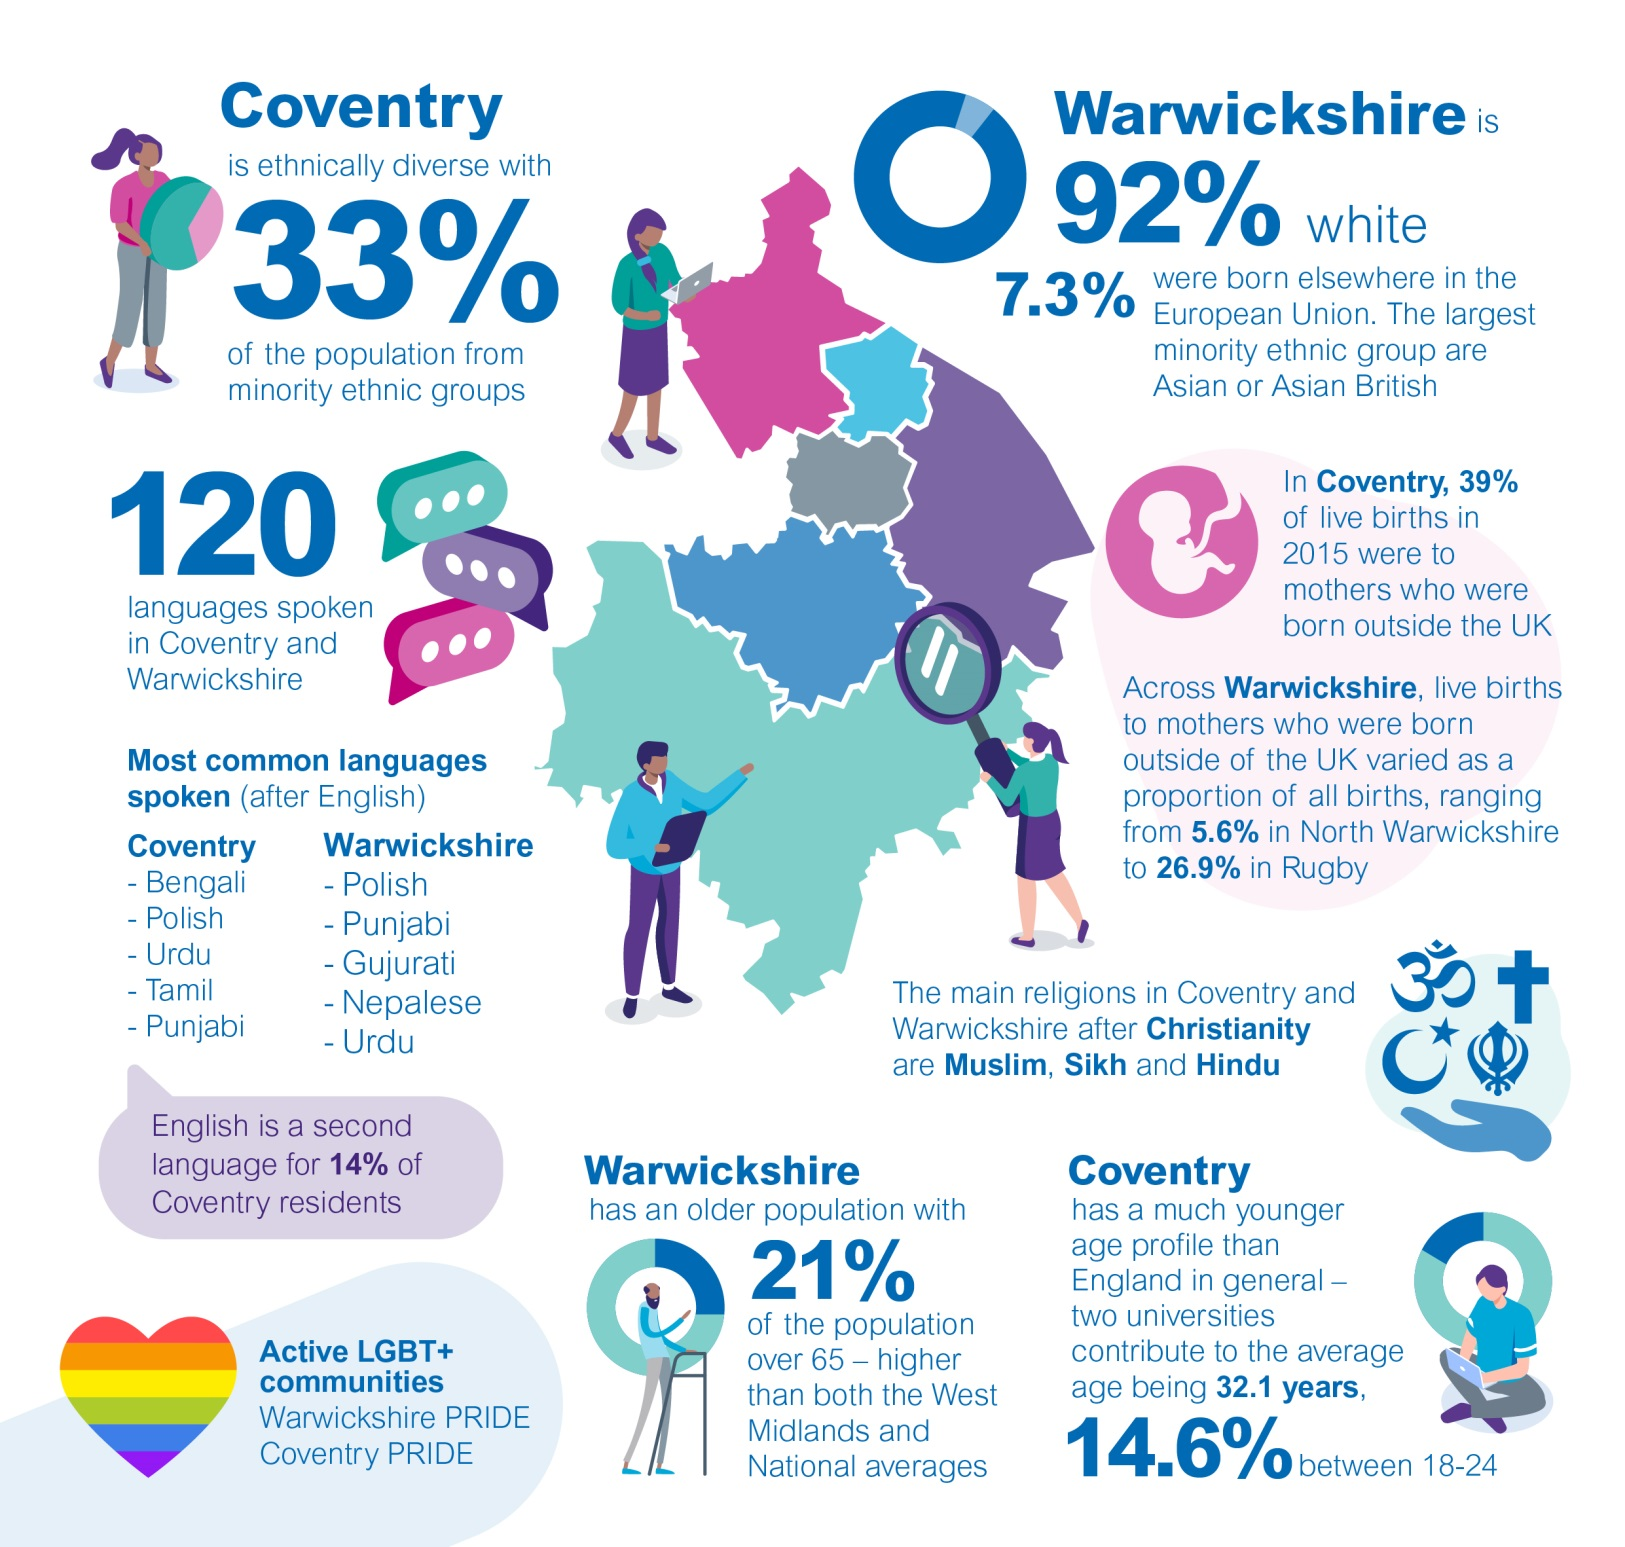 Coventry
is ethnically diverse with
33%
of the population from
minority ethnic groups
Warwickshire is
92% white
7.3%
were born elsewhere in the
European Union. The largest
minority ethnic group are
Asian or Asian British
120
languages spoken
in Coventry and
Warwickshire
In Coventry, 39%
of live births in
2015 were to
mothers who were
born outside the UK
Across Warwickshire, live births
to mothers who were born
outside of the UK varied as a
proportion of all births, ranging
from 5.6% in North Warwickshire
to 26.9% in Rugby
Most common languages
spoken (after English)
Coventry
- Bengali
- Polish
- Urdu
- Tamil
- Punjabi
Warwickshire
- Polish
- Punjabi
- Gujurati
- Nepalese
- Urdu
The main religions in Coventry and
Warwickshire after Christianity
are Muslim, Sikh and Hindu
English is a second
language for 14% of
Coventry residents
Warwickshire
has an older population with
21%
of the population
over 65 – higher
than both the West
Midlands and
National averages
Coventry
has a much younger
age profile than
England in general –
two universities
contribute to the average
age being 32.1 years,
14.6% between 18-24
Active LGBT+
communities
Warwickshire PRIDE
Coventry PRIDE